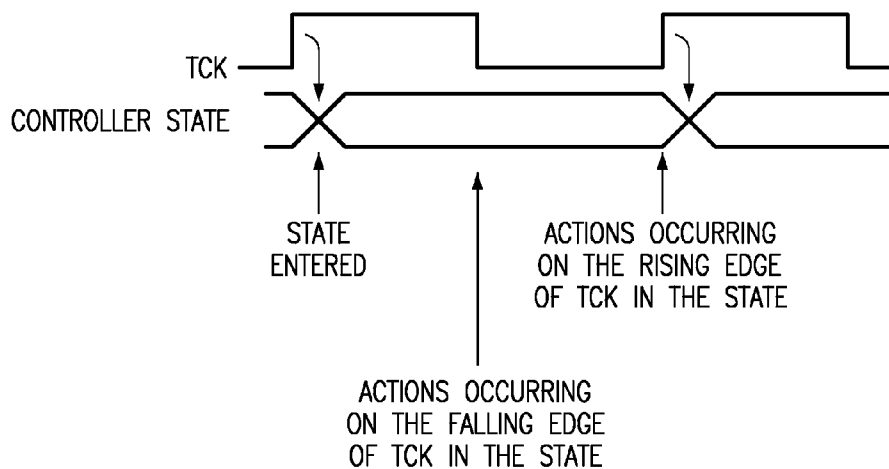 TCK
CONTROLLER STATE
STATE
ENTERED
ACTIONS OCCURRING
ON THE RISING EDGE
OF TCK IN THE STATE
ACTIONS OCCURRING
ON THE FALLING EDGE
OF TCK IN THE STATE